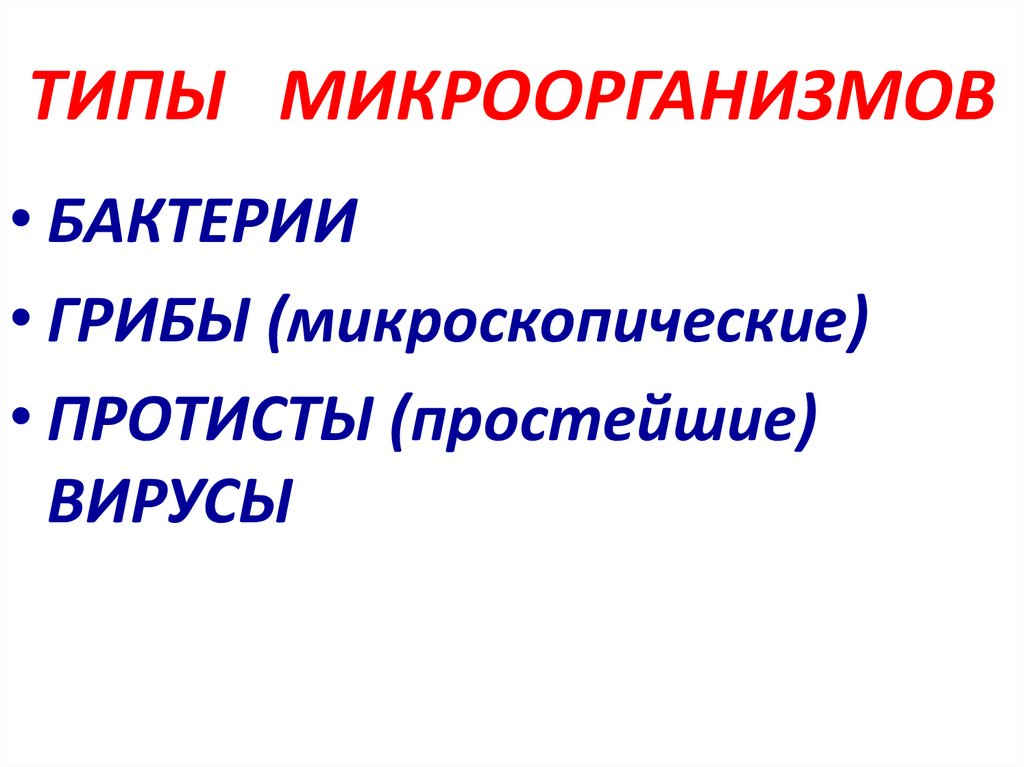 ТИПЫ МИКРООРГАНИЗМОВ
• БАКТЕРИИ
• ГРИБЫ (микроскопические)
• ПРОТИСТЫ (простейшие)
ВИРУСЫ